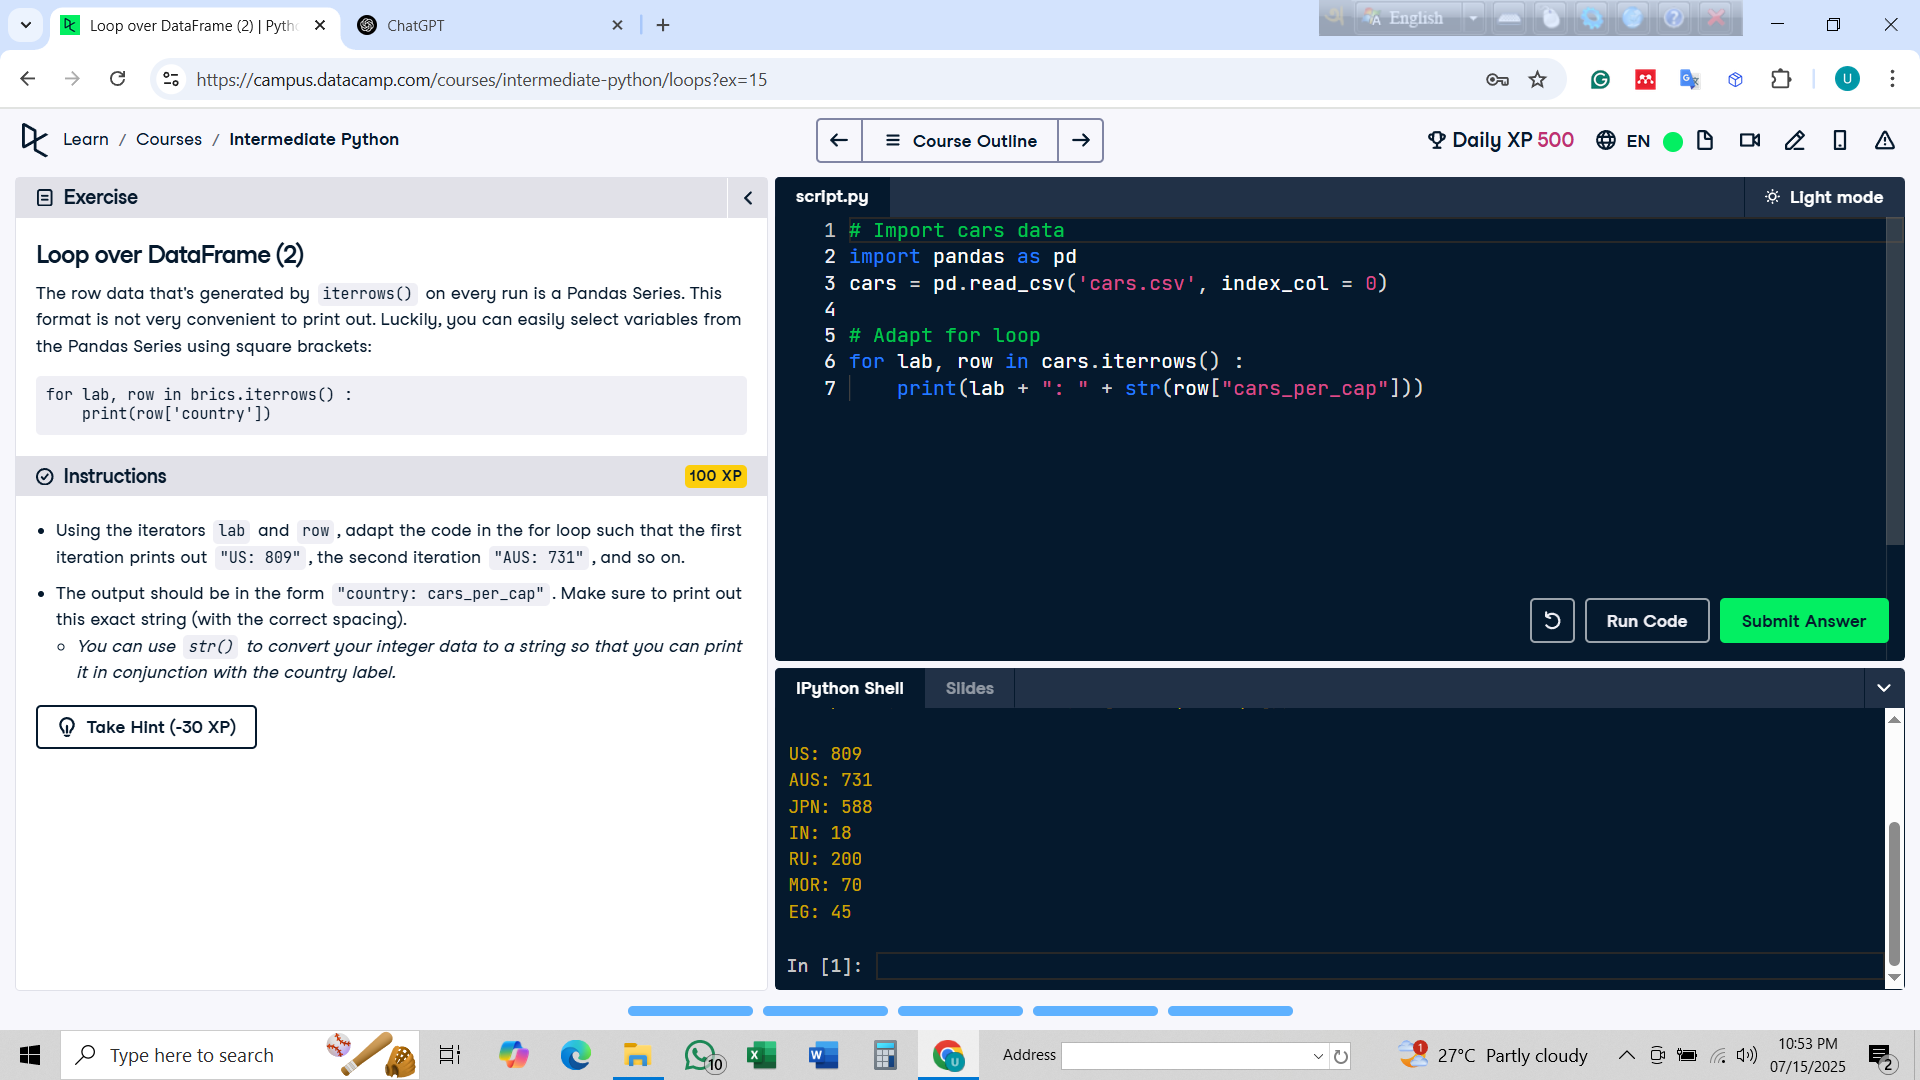 Loop over DataFrame (2) | Pytho
ChatGPT
English
https://campus.datacamp.com/courses/intermediate-python/loops?ex=15
U
Learn / Courses / Intermediate Python
Course Outline
Daily XP 500
EN
Exercise
Loop over DataFrame (2)
The row data that's generated by iterrows() on every run is a Pandas Series. This
format is not very convenient to print out. Luckily, you can easily select variables from
the Pandas Series using square brackets:
for lab, row in brics.iterrows() :
    print(row['country'])
Instructions
100 XP
• Using the iterators lab and row, adapt the code in the for loop such that the first
iteration prints out "US: 809", the second iteration "AUS: 731", and so on.
• The output should be in the form "country: cars_per_cap". Make sure to print out
this exact string (with the correct spacing).
You can use str() to convert your integer data to a string so that you can print
it in conjunction with the country label.
Take Hint (-30 XP)
script.py
Light mode
1 # Import cars data
2 import pandas as pd
3 cars = pd.read_csv('cars.csv', index_col = 0)
4
5 # Adapt for loop
6 for lab, row in cars.iterrows() :
7     print(lab + ": " + str(row["cars_per_cap"]))
Run Code
Submit Answer
IPython Shell
Slides
US: 809
AUS: 731
JPN: 588
IN: 18
RU: 200
MOR: 70
EG: 45
In [1]:
Type here to search
10
U
Address
1
27°C Partly cloudy
10:53 PM
07/15/2025
2